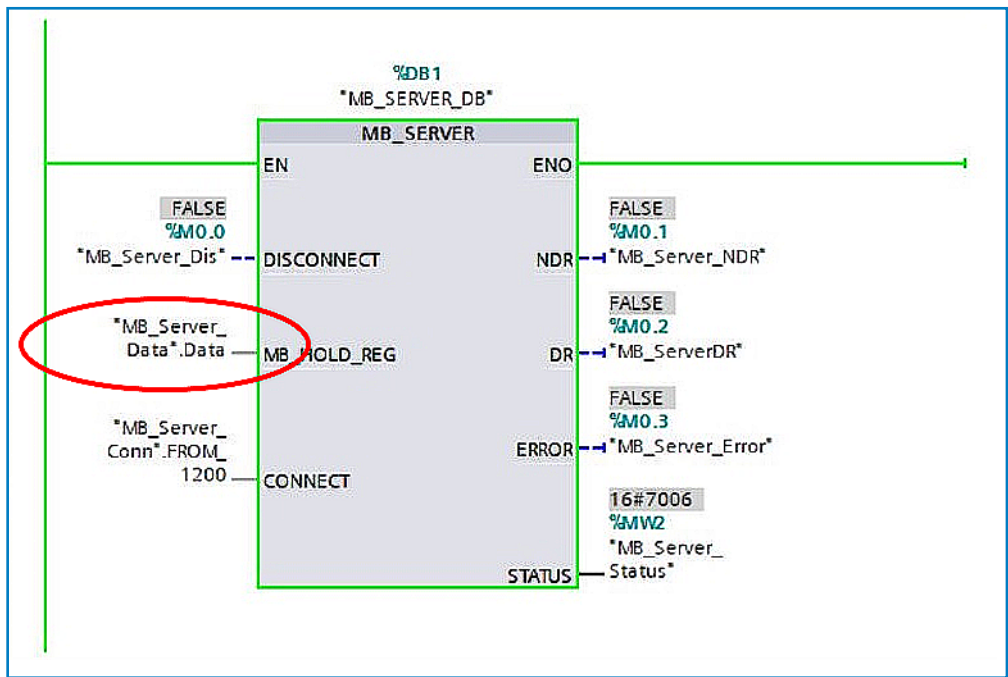 %DB1
"MB_SERVER_DB"
MB_SERVER
EN
ENO
FALSE
%M0.0
"MB_Server_Dis"
DISCONNECT
FALSE
%M0.1
NDR
"MB_Server_NDR"
"MB_Server_
Data".Data
MB_HOLD_REG
FALSE
%M0.2
DR
"MB_ServerDR"
"MB_Server_
Conn".FROM_
1200
CONNECT
FALSE
%M0.3
ERROR
"MB_Server_Error"
16#7006
%MW2
"MB_Server_
STATUS
Status"